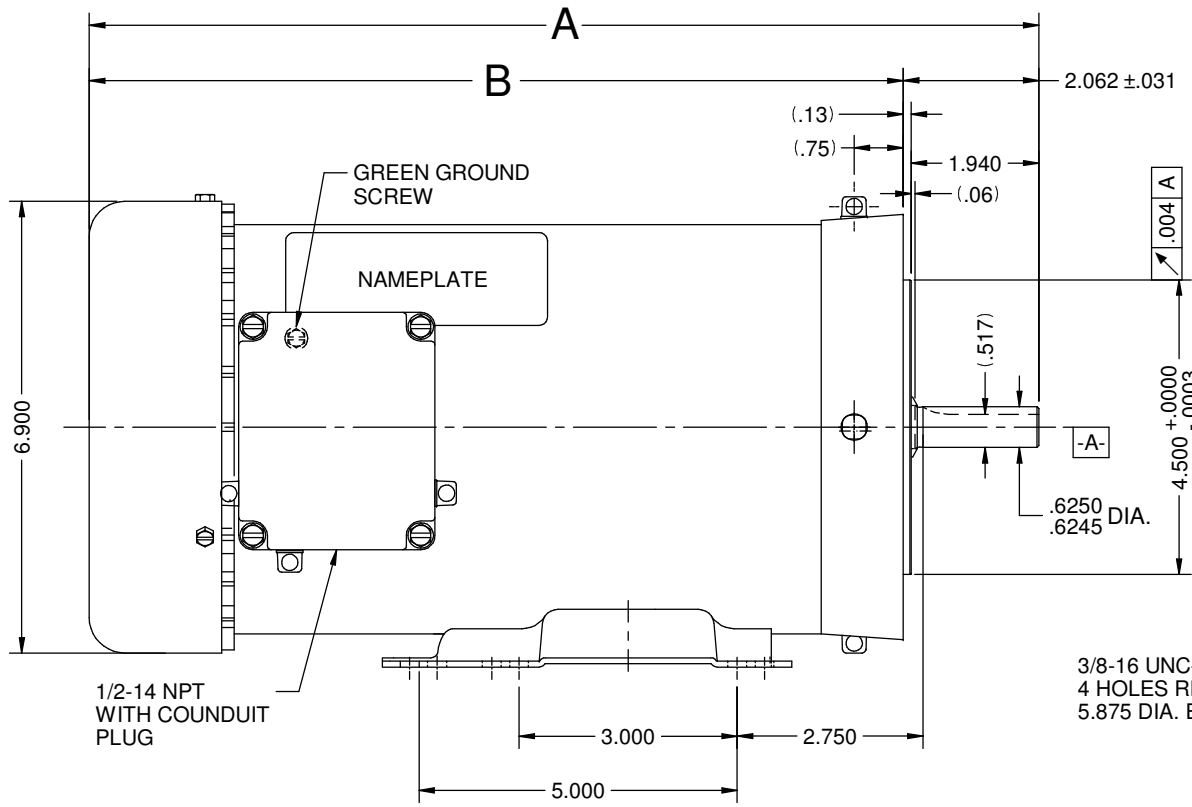 A
B
2.062 ±.031
(.13)
(.75)
1.940
(.06)
GREEN GROUND
SCREW
.004 A
NAMEPLATE
(.517)
6.900
-A-
4.500 +.0000
-.0003
.6250
.6245 DIA.
1/2-14 NPT
WITH COUNDUIT
PLUG
3/8-16 UNC
4 HOLES
5.875 DIA.
3.000
2.750
5.000